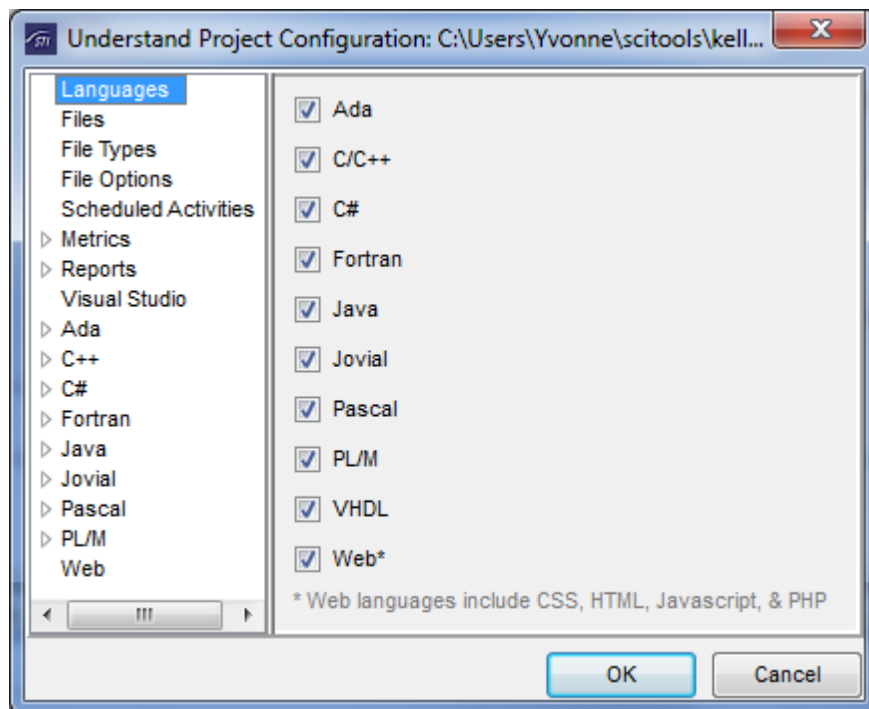 Understand Project Configuration: C:\Users\Yvonne\scitools\kell...
Languages
Files
File Types
File Options
Scheduled Activities
Metrics
Reports
Visual Studio
Ada
C++
C#
Fortran
Java
Jovial
Pascal
PL/M
Web
Ada
C/C++
C#
Fortran
Java
Jovial
Pascal
PL/M
VHDL
Web*
* Web languages include CSS, HTML, Javascript, & PHP
OK Cancel